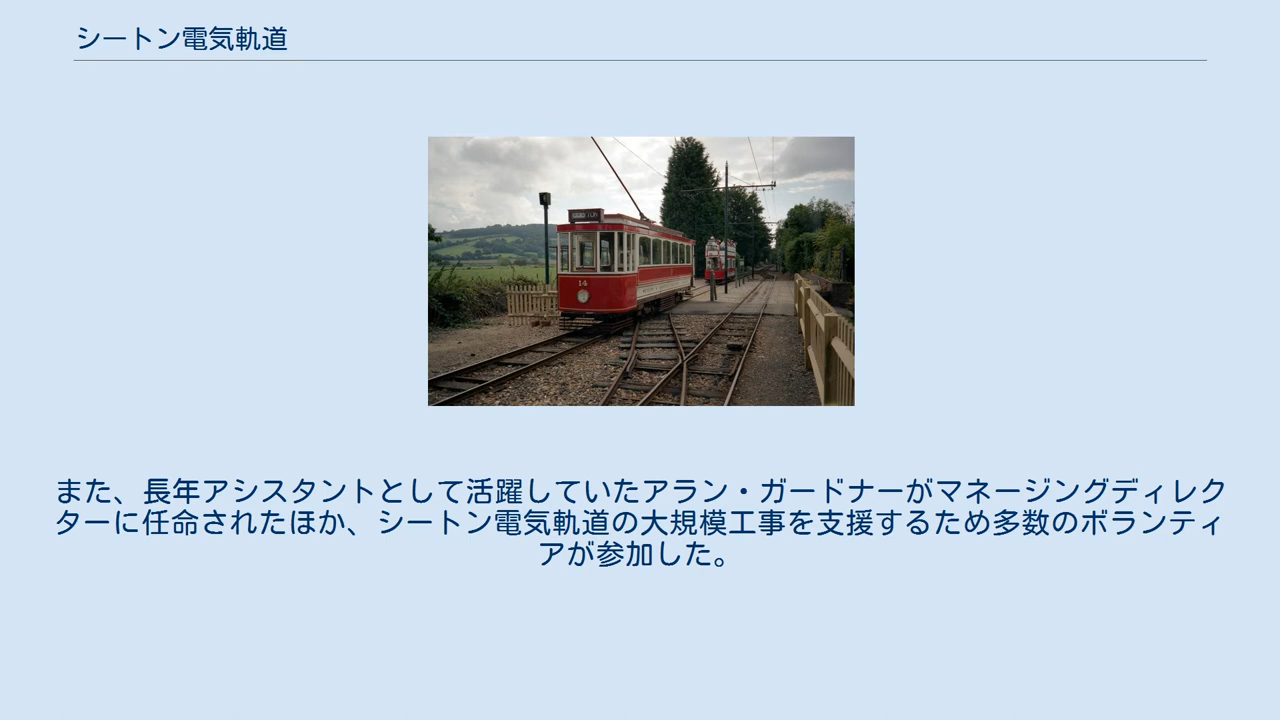 シートン電気軌道
14
また、長年アシスタントとして活躍していたアラン・ガードナーがマネージングディレク
ターに任命されたほか、シートン電気軌道の大規模工事を支援するため多数のボランティ
アが参加した。